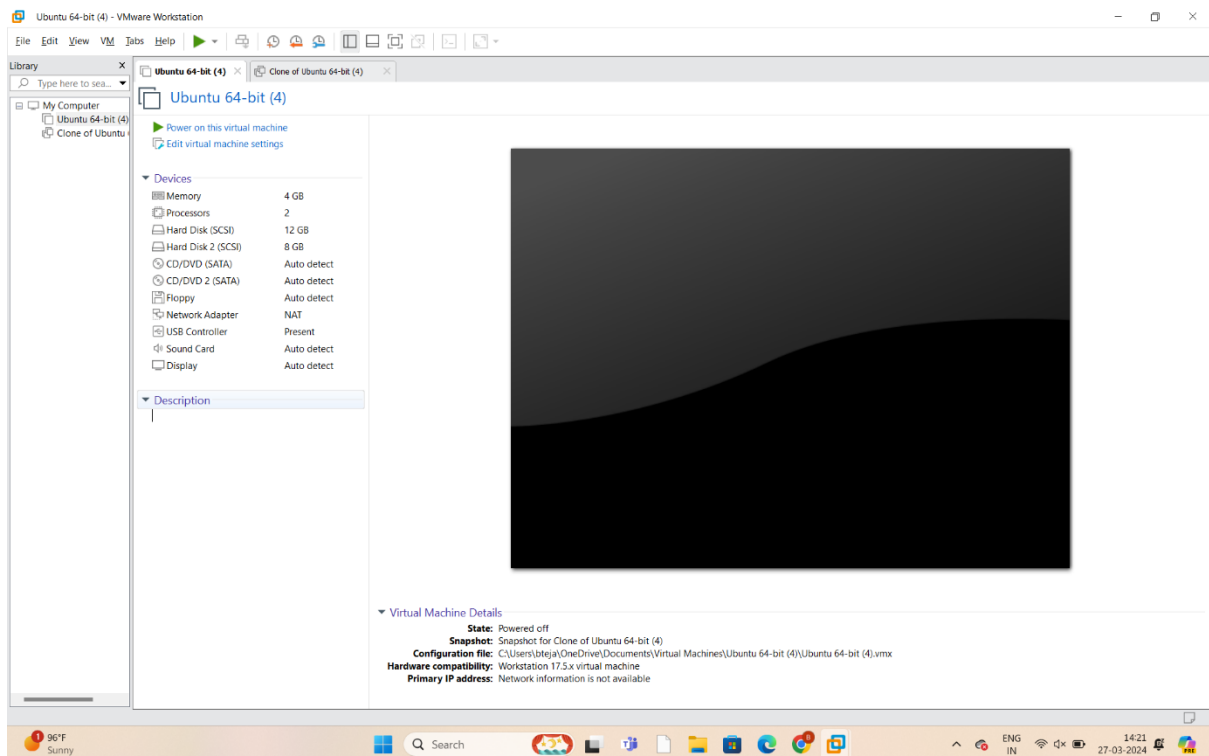 Ubuntu 64-bit (4) - VMware Workstation
File Edit View VM Tabs Help
Library X
Type here to sea...
My Computer
Ubuntu 64-bit (4)
Clone of Ubuntu
Ubuntu 64-bit (4) Clone of Ubuntu 64-bit (4)
Ubuntu 64-bit (4)
Power on this virtual machine
Edit virtual machine settings
Devices
Memory 4 GB
Processors 2
Hard Disk (SCSI) 12 GB
Hard Disk 2 (SCSI) 8 GB
CD/DVD (SATA) Auto detect
CD/DVD 2 (SATA) Auto detect
Floppy Auto detect
Network Adapter NAT
USB Controller Present
Sound Card Auto detect
Display Auto detect
Description
Virtual Machine Details
State: Powered off
Snapshot: Snapshot for Clone of Ubuntu 64-bit (4)
Configuration file: C:\Users\bteja\OneDrive\Documents\Virtual Machines\Ubuntu 64-bit (4)\Ubuntu 64-bit (4).vmx
Hardware compatibility: Workstation 17.5.x virtual machine
Primary IP address: Network information is not available
1 96°F
Sunny
Search
ENG
IN
14:21
27-03-2024
PRE